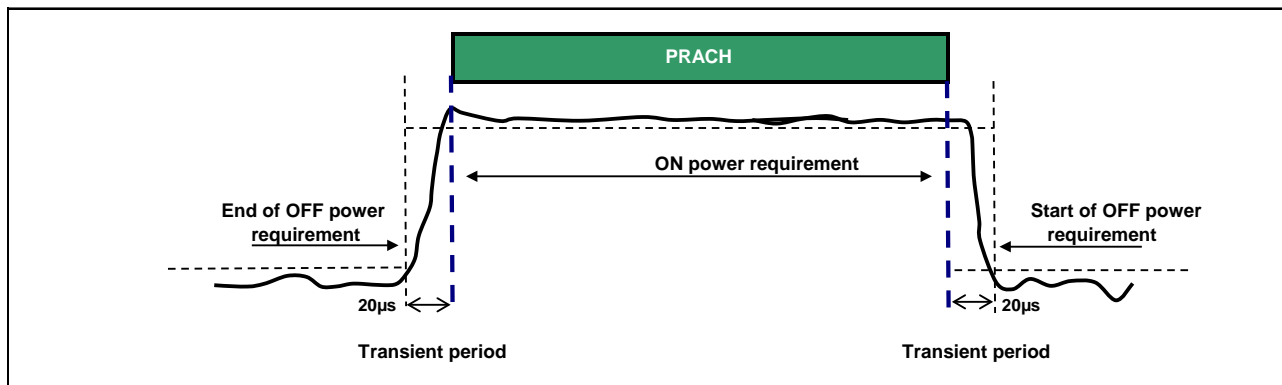 PRACH
ON power requirement
End of OFF power
requirement
Start of OFF power
requirement
20µs
20µs
Transient period
Transient period